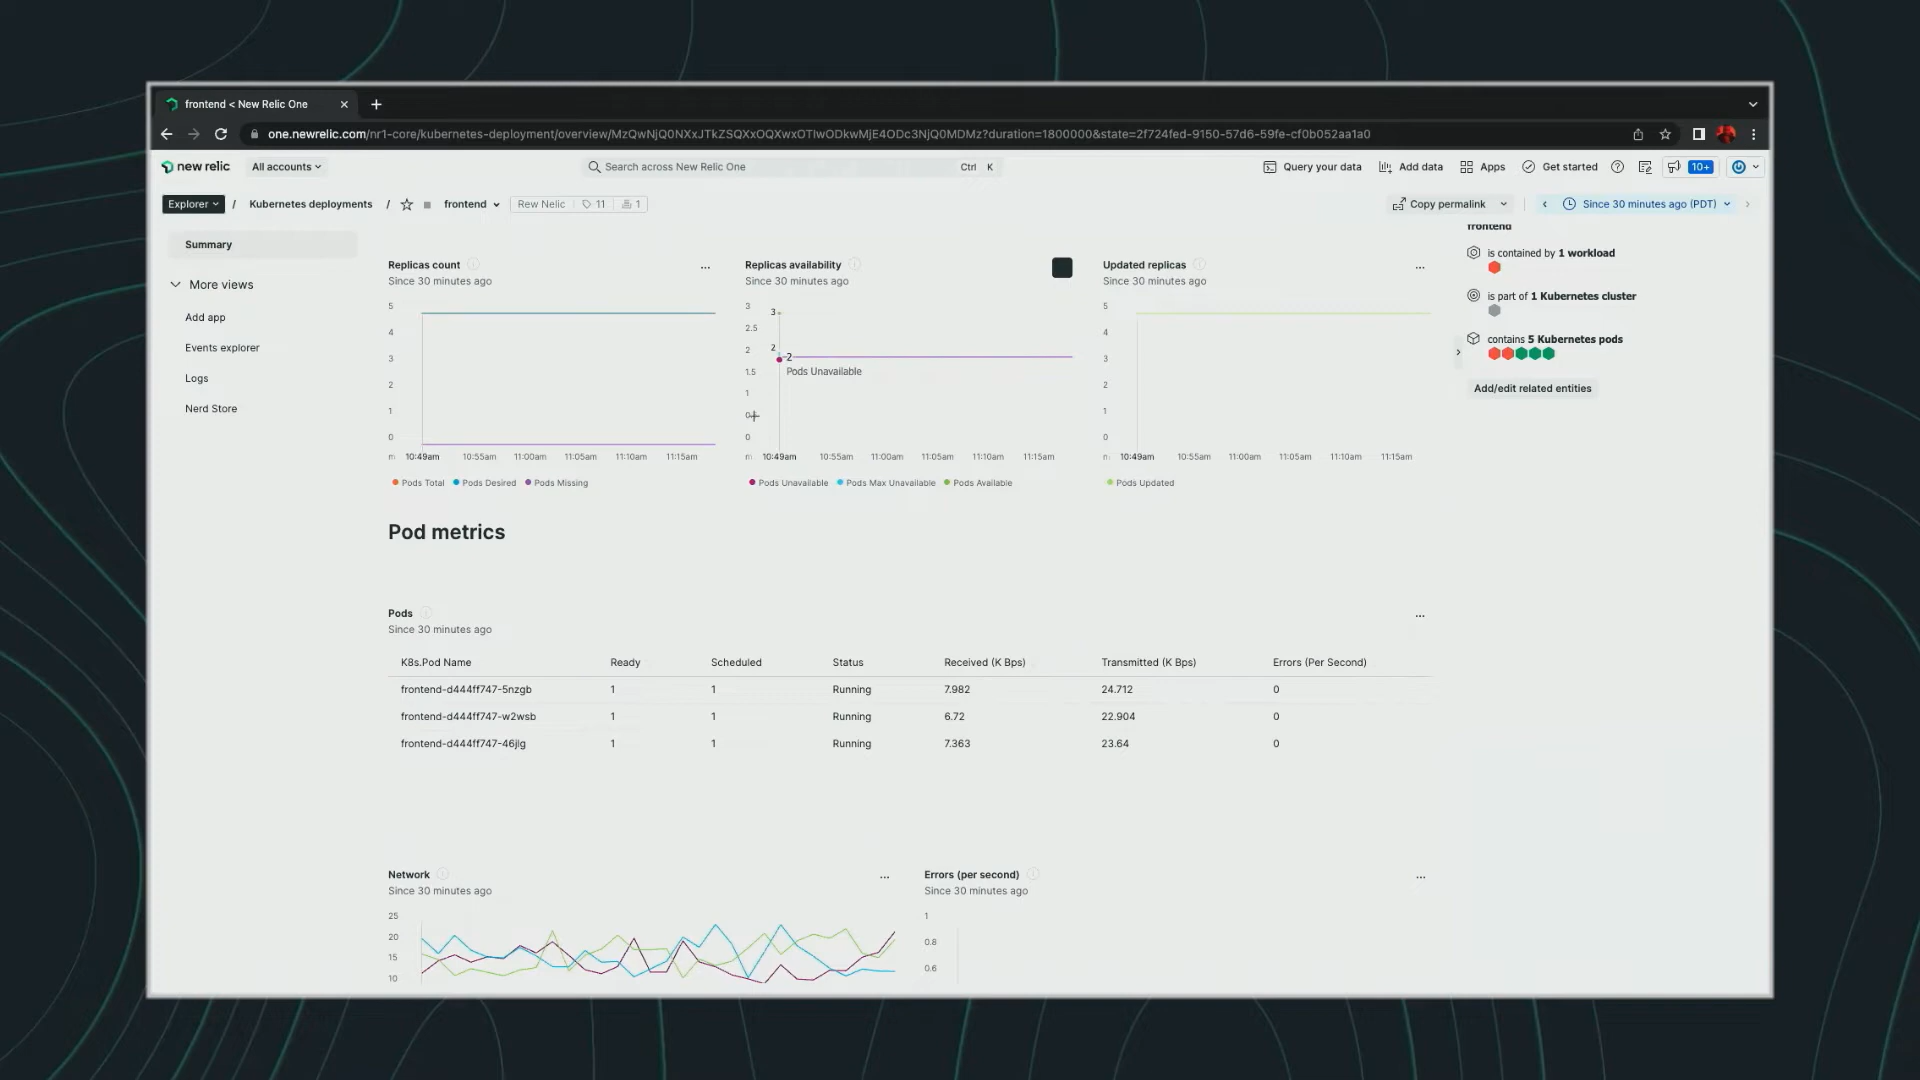 frontend < New Relic One
one.newrelic.com/nr1-core/kubernetes-deployment/overview/MzQwNjQ0NXxJTkZSQXxOQXwxOTIwODkwMjE4ODc3NjQ0MDMz?duration=1800000&state=2f724fed-9150-57d6-59fe-cf0b052aa1a0
new relic All accounts Search across New Relic One Ctrl K Query your data Add data Apps Get started 10+
Explorer / Kubernetes deployments / frontend Rew Nelic 11 1 Copy permalink Since 30 minutes ago (PDT)
Summary
More views
Add app
Events explorer
Logs
Nerd Store
Replicas count
Since 30 minutes ago
5
4
3
2
1
0
10:49am 10:55am 11:00am 11:05am 11:10am 11:15am
Pods Total Pods Desired Pods Missing
Replicas availability
Since 30 minutes ago
3
2.5
2
1.5
1
0
3
2
2
Pods Unavailable
10:49am 10:55am 11:00am 11:05am 11:10am 11:15am
Pods Unavailable Pods Max Unavailable Pods Available
Updated replicas
Since 30 minutes ago
5
4
3
2
1
0
10:49am 10:55am 11:00am 11:05am 11:10am 11:15am
Pods Updated
frontend
is contained by 1 workload
is part of 1 Kubernetes cluster
contains 5 Kubernetes pods
Add/edit related entities
Pod metrics
Pods
Since 30 minutes ago
K8s.Pod Name Ready Scheduled Status Received (K Bps) Transmitted (K Bps) Errors (Per Second)
frontend-d444ff747-5nzgb 1 1 Running 7.982 24.712 0
frontend-d444ff747-w2wsb 1 1 Running 6.72 22.904 0
frontend-d444ff747-46jlg 1 1 Running 7.363 23.64 0
Network
Since 30 minutes ago
25
20
15
10
Errors (per second)
Since 30 minutes ago
1
0.8
0.6